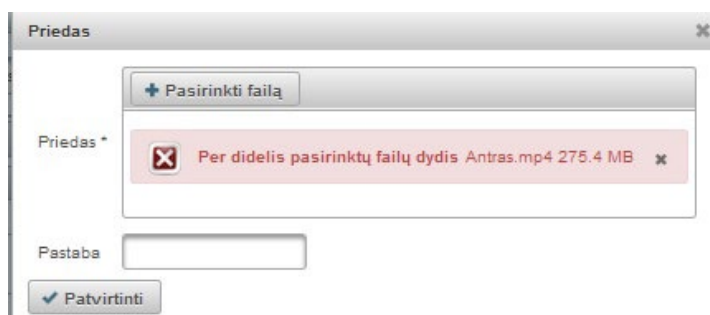 Priedas
Pasirinkti failą
Priedas *
Per didelis pasirinktų failų dydis Antras.mp4 275.4 MB
Pastaba
Patvirtinti